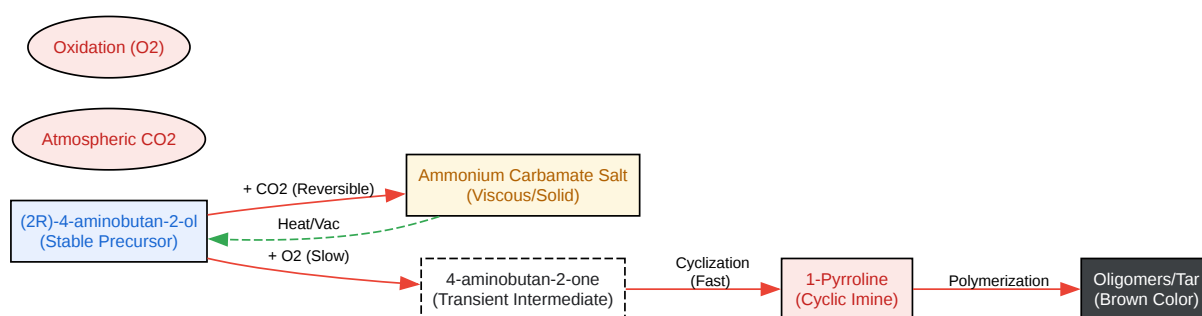 Oxidation (O2)
Atmospheric CO2
+ CO2 (Reversible)
Ammonium Carbamate Salt
(Viscous/Solid)
(2R)-4-aminobutan-2-ol
(Stable Precursor)
Heat/Vac
+ O2 (Slow)
4-aminobutan-2-one
(Transient Intermediate)
Cyclization
(Fast)
1-Pyrroline
(Cyclic Imine)
Polymerization
Oligomers/Tar
(Brown Color)